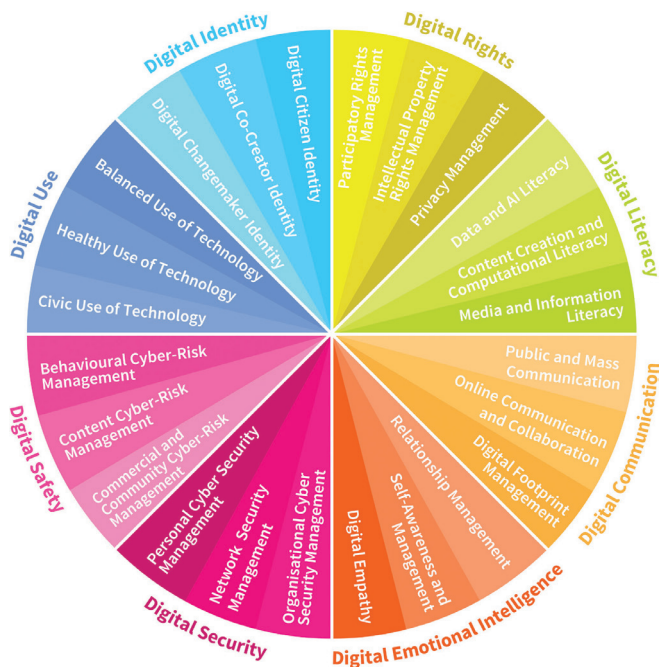 Digital Identity
Digital Citizen Identity
Digital Co-Creator Identity
Digital Changemaker Identity
Digital Rights
Participatory Rights
Management
Intellectual Property
Rights Management
Privacy Management
Digital Literacy
Data and AI Literacy
Content Creation and
Computational Literacy
Media and Information
Literacy
Digital Communication
Public and Mass
Communication
Online Communication
and Collaboration
Digital Footprint
Management
Digital Emotional Intelligence
Relationship Management
Self-Awareness and
Management
Digital Empathy
Digital Security
Organisational Cyber
Security Management
Network Security
Management
Personal Cyber Security
Management
Digital Safety
Commercial and
Community Cyber-Risk
Management
Content Cyber-Risk
Management
Behavioural Cyber-Risk
Management
Digital Use
Civic Use of Technology
Healthy Use of Technology
Balanced Use of Technology